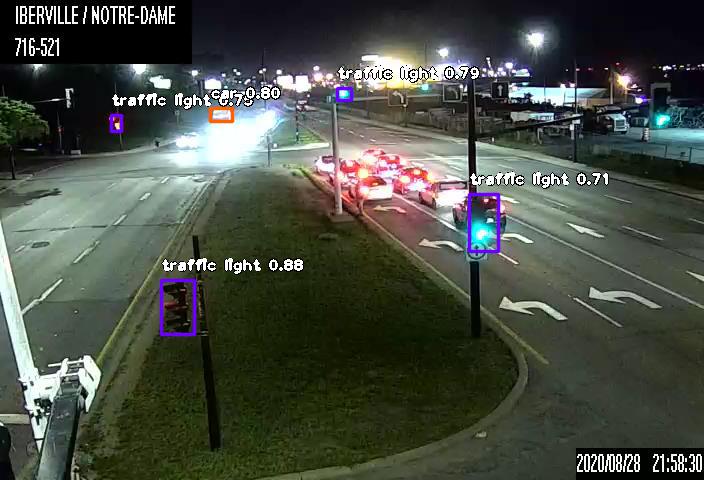 IBERVILLE / NOTRE-DAME
716-521
traffic light 0.79
car 0.80
traffic light 0.75
traffic light 0.71
traffic light 0.88
2020/08/28 21:58:30